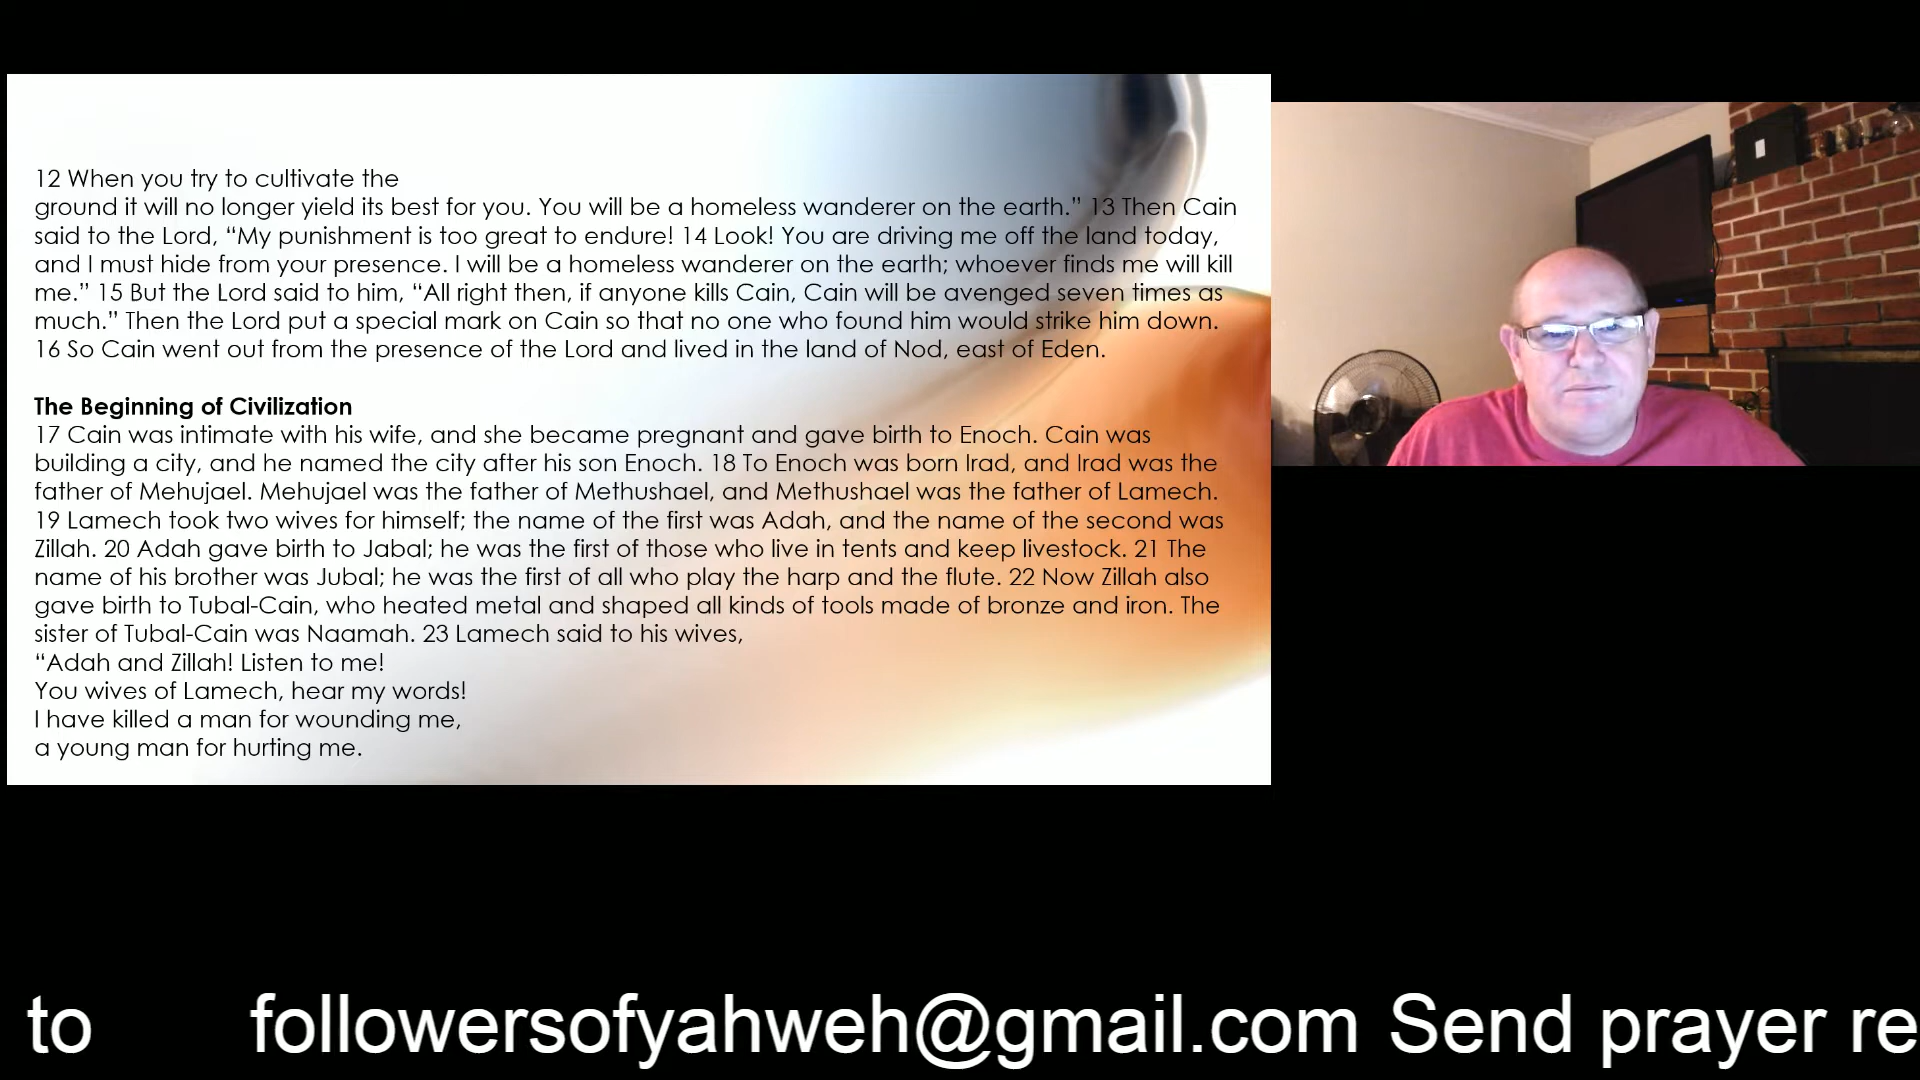 12 When you try to cultivate the
ground it will no longer yield its best for you. You will be a homeless wanderer on the earth.” 13 Then Cain
said to the Lord, “My punishment is too great to endure! 14 Look! You are driving me off the land today,
and I must hide from your presence. I will be a homeless wanderer on the earth; whoever finds me will kill
me.” 15 But the Lord said to him, “All right then, if anyone kills Cain, Cain will be avenged seven times as
much.” Then the Lord put a special mark on Cain so that no one who found him would strike him down.
16 So Cain went out from the presence of the Lord and lived in the land of Nod, east of Eden.
The Beginning of Civilization
17 Cain was intimate with his wife, and she became pregnant and gave birth to Enoch. Cain was
building a city, and he named the city after his son Enoch. 18 To Enoch was born Irad, and Irad was the
father of Mehujael. Mehujael was the father of Methushael, and Methushael was the father of Lamech.
19 Lamech took two wives for himself; the name of the first was Adah, and the name of the second was
Zillah. 20 Adah gave birth to Jabal; he was the first of those who live in tents and keep livestock. 21 The
name of his brother was Jubal; he was the first of all who play the harp and the flute. 22 Now Zillah also
gave birth to Tubal-Cain, who heated metal and shaped all kinds of tools made of bronze and iron. The
sister of Tubal-Cain was Naamah. 23 Lamech said to his wives,
“Adah and Zillah! Listen to me!
You wives of Lamech, hear my words!
I have killed a man for wounding me,
a young man for hurting me.
to followersofyahweh@gmail.com Send prayer re